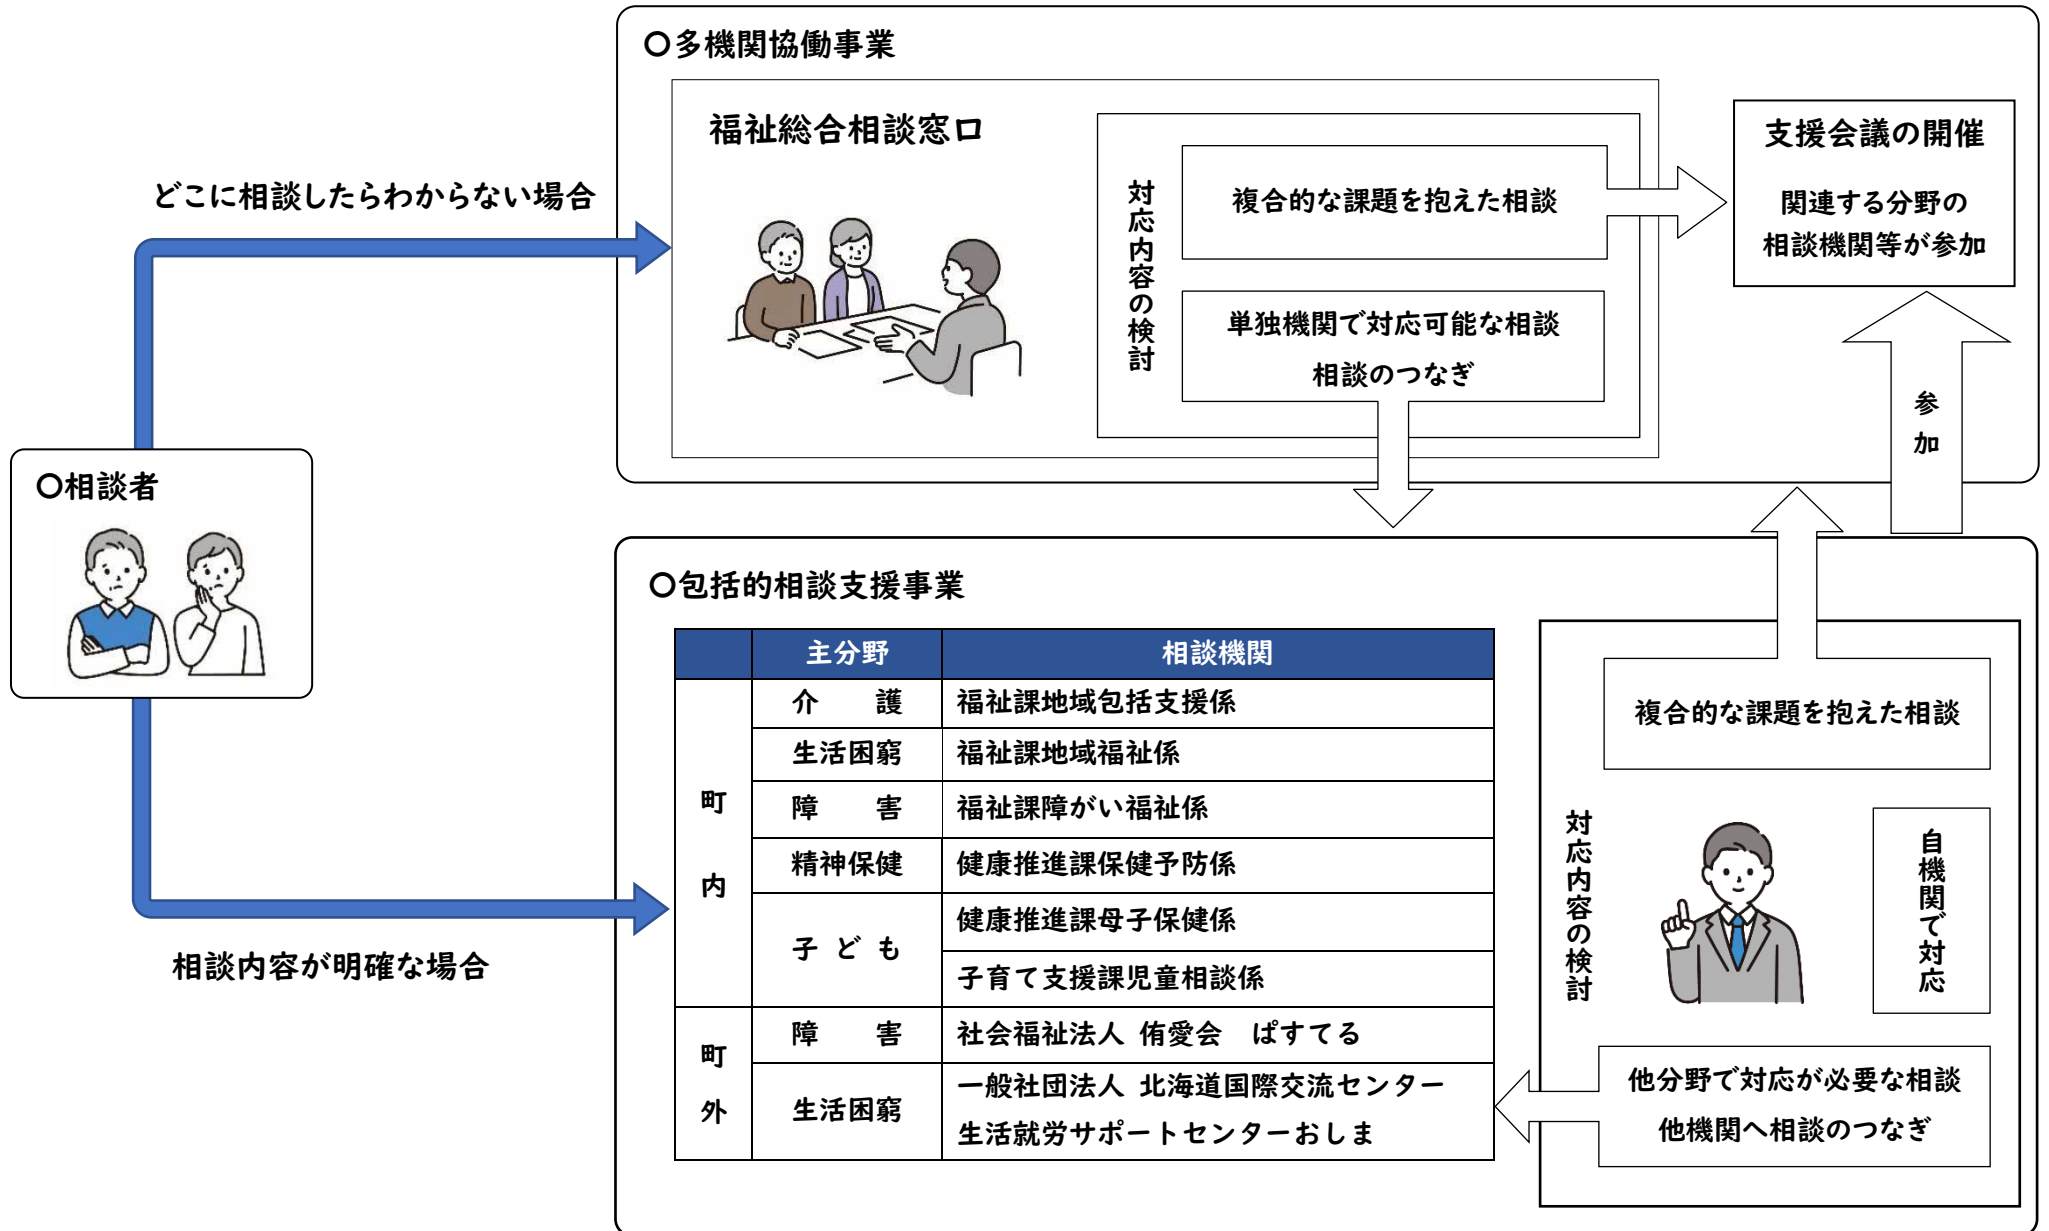 〇多機関協働事業
福祉総合相談窓口
対応内容の検討
複合的な課題を抱えた相談
単独機関で対応可能な相談
相談のつなぎ
支援会議の開催
関連する分野の
相談機関等が参加
参加
どこに相談したらわからない場合
〇相談者
相談内容が明確な場合
〇包括的相談支援事業
主分野 相談機関
町内
介護 福祉課地域包括支援係
生活困窮 福祉課地域福祉係
障害 福祉課障がい福祉係
精神保健 健康推進課保健予防係
子ども 健康推進課母子保健係
子育て支援課児童相談係
町外
障害 社会福祉法人 侑愛会 ぱすてる
生活困窮 一般社団法人 北海道国際交流センター
生活就労サポートセンターおしま
対応内容の検討
複合的な課題を抱えた相談
自機関で対応
他分野で対応が必要な相談
他機関へ相談のつなぎ